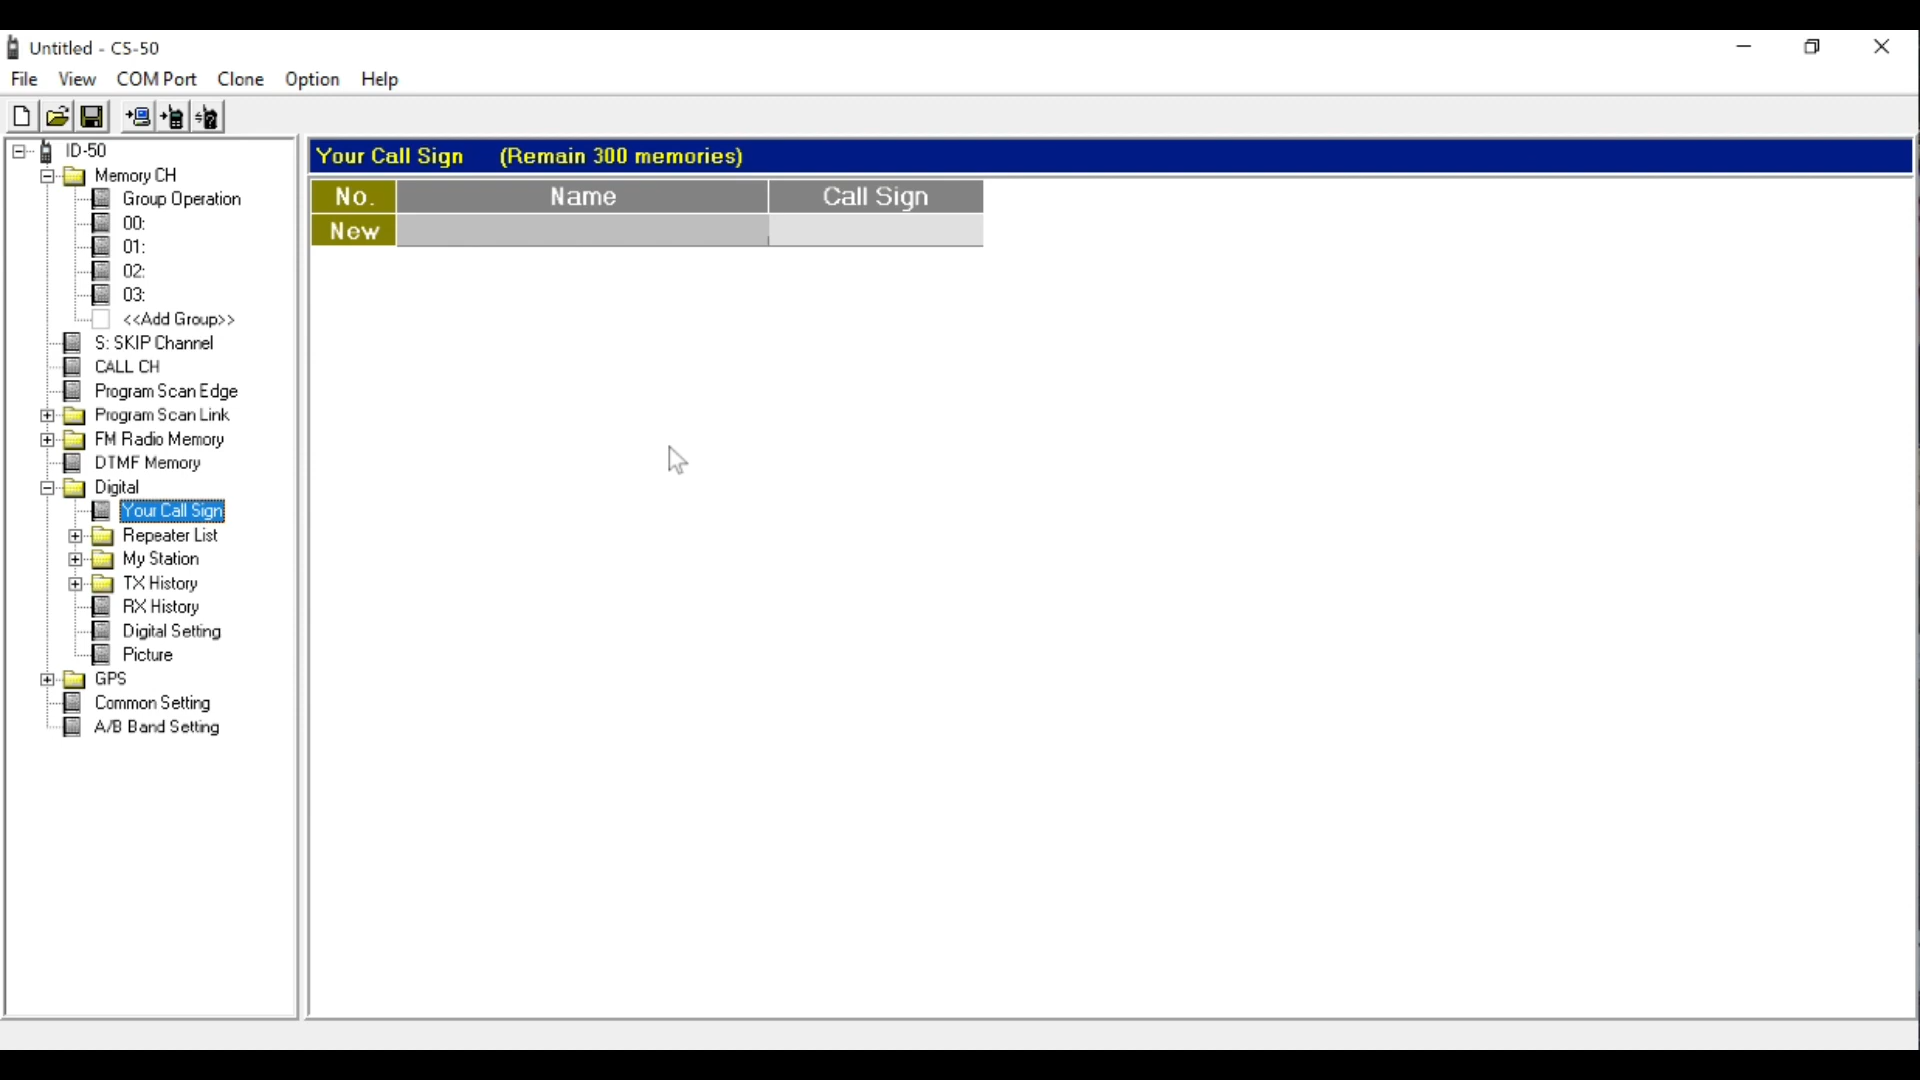 Untitled - CS-50
File View COM Port Clone Option Help
ID-50
Memory CH
Group Operation
00:
01:
02:
03:
<<Add Group>>
S: SKIP Channel
CALL CH
Program Scan Edge
Program Scan Link
FM Radio Memory
DTMF Memory
Digital
Your Call Sign
Repeater List
My Station
TX History
RX History
Digital Setting
Picture
GPS
Common Setting
A/B Band Setting
Your Call Sign (Remain 300 memories)
No. Name Call Sign
New